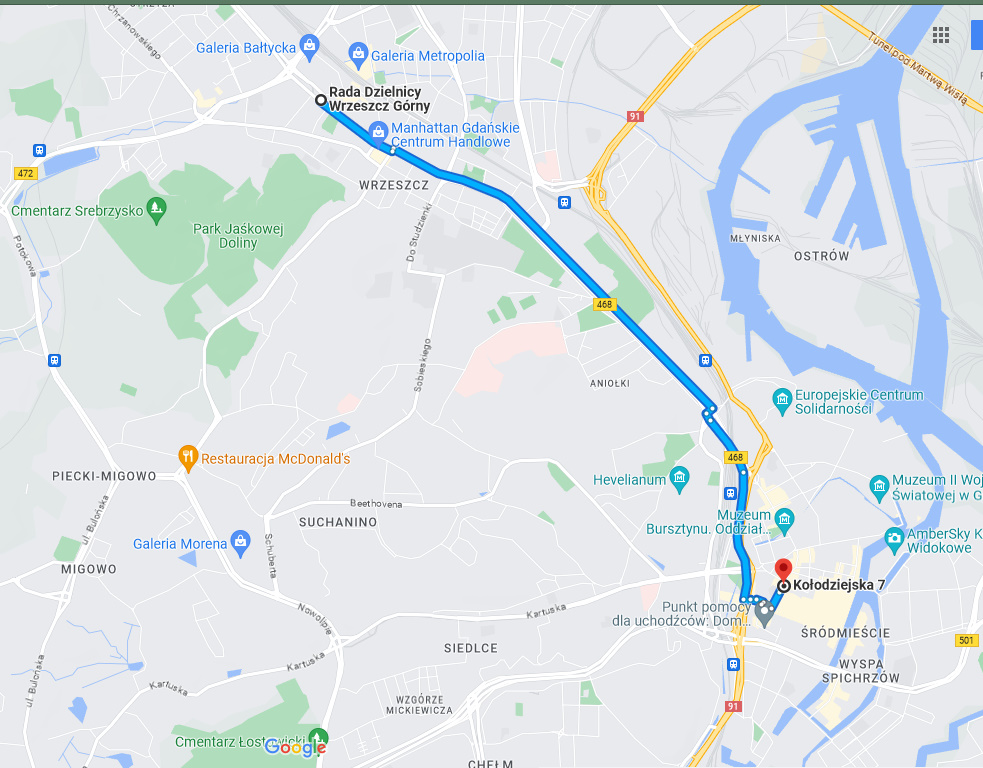 Chrzanowskiego
Galeria Bałtycka
Galeria Metropolia
Tunel pod Martwą Wisłą
Rada Dzielnicy
Wrzeszcz Górny
91
Manhattan Gdańskie
Centrum Handlowe
472
WRZESZCZ
Cmentarz Srebrzysko
Park Jaśkowej
Doliny
Do Studzienki
Potokowa
MŁYNISKA
OSTRÓW
468
Sobieskiego
ANIOŁKI
Europejskie Centrum
Solidarności
468
Restauracja McDonald's
PIECKI-MIGOWO
Hevelianum
Muzeum II Woj
Światowej w G
Beethovena
SUCHANINO
ul. Bulońska
Muzeum
Bursztynu. Oddział...
Galeria Morena
AmberSky K
Widokowe
Schuberta
MIGOWO
Kołodziejska 7
Nowolipie
Kartuska
Punkt pomocy
dla uchodźców: Dom...
ŚRÓDMIEŚCIE
501
SIEDLCE
Kartuska
WYSPA
SPICHRZÓW
ul. Bulońska
Kartuska
WZGÓRZE
MICKIEWICZA
91
Cmentarz Łostowicki
Google
CHEŁM